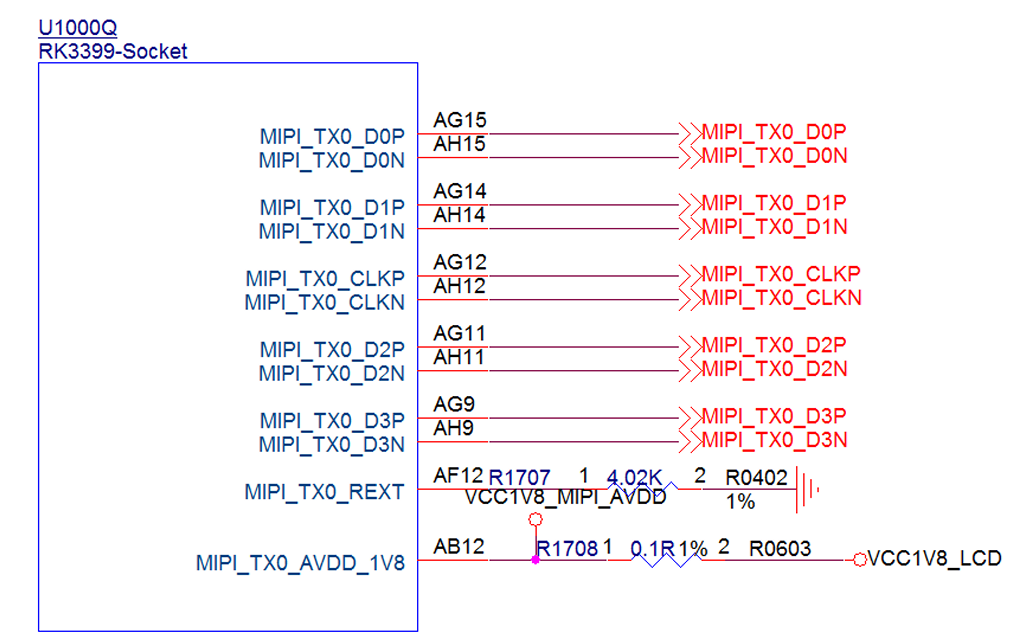 U1000Q
RK3399-Socket
MIPI_TX0_D0P AG15 MIPI_TX0_D0P
MIPI_TX0_D0N AH15 MIPI_TX0_D0N
MIPI_TX0_D1P AG14 MIPI_TX0_D1P
MIPI_TX0_D1N AH14 MIPI_TX0_D1N
MIPI_TX0_CLKP AG12 MIPI_TX0_CLKP
MIPI_TX0_CLKN AH12 MIPI_TX0_CLKN
MIPI_TX0_D2P AG11 MIPI_TX0_D2P
MIPI_TX0_D2N AH11 MIPI_TX0_D2N
MIPI_TX0_D3P AG9 MIPI_TX0_D3P
MIPI_TX0_D3N AH9 MIPI_TX0_D3N
MIPI_TX0_REXT AF12 R1707 1 4.02K 2 R0402
VCC1V8_MIPI_AVDD 1%
MIPI_TX0_AVDD_1V8 AB12 R1708 1 0.1R 1% 2 R0603 VCC1V8_LCD